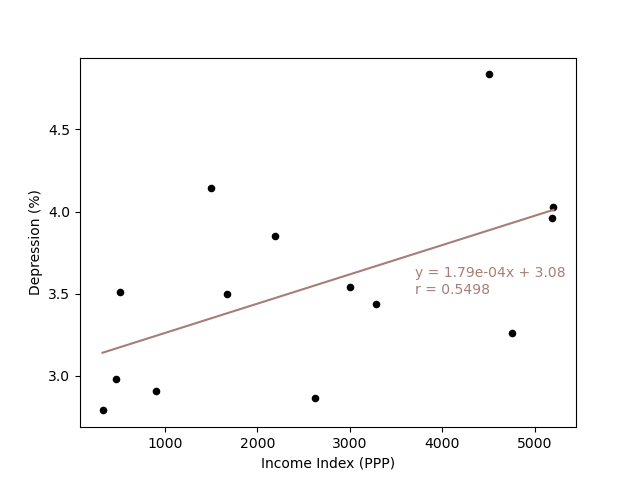 4.5
4.0
3.5
3.0
Depression (%)
y = 1.79e-04x + 3.08
r = 0.5498
1000 2000 3000 4000 5000
Income Index (PPP)